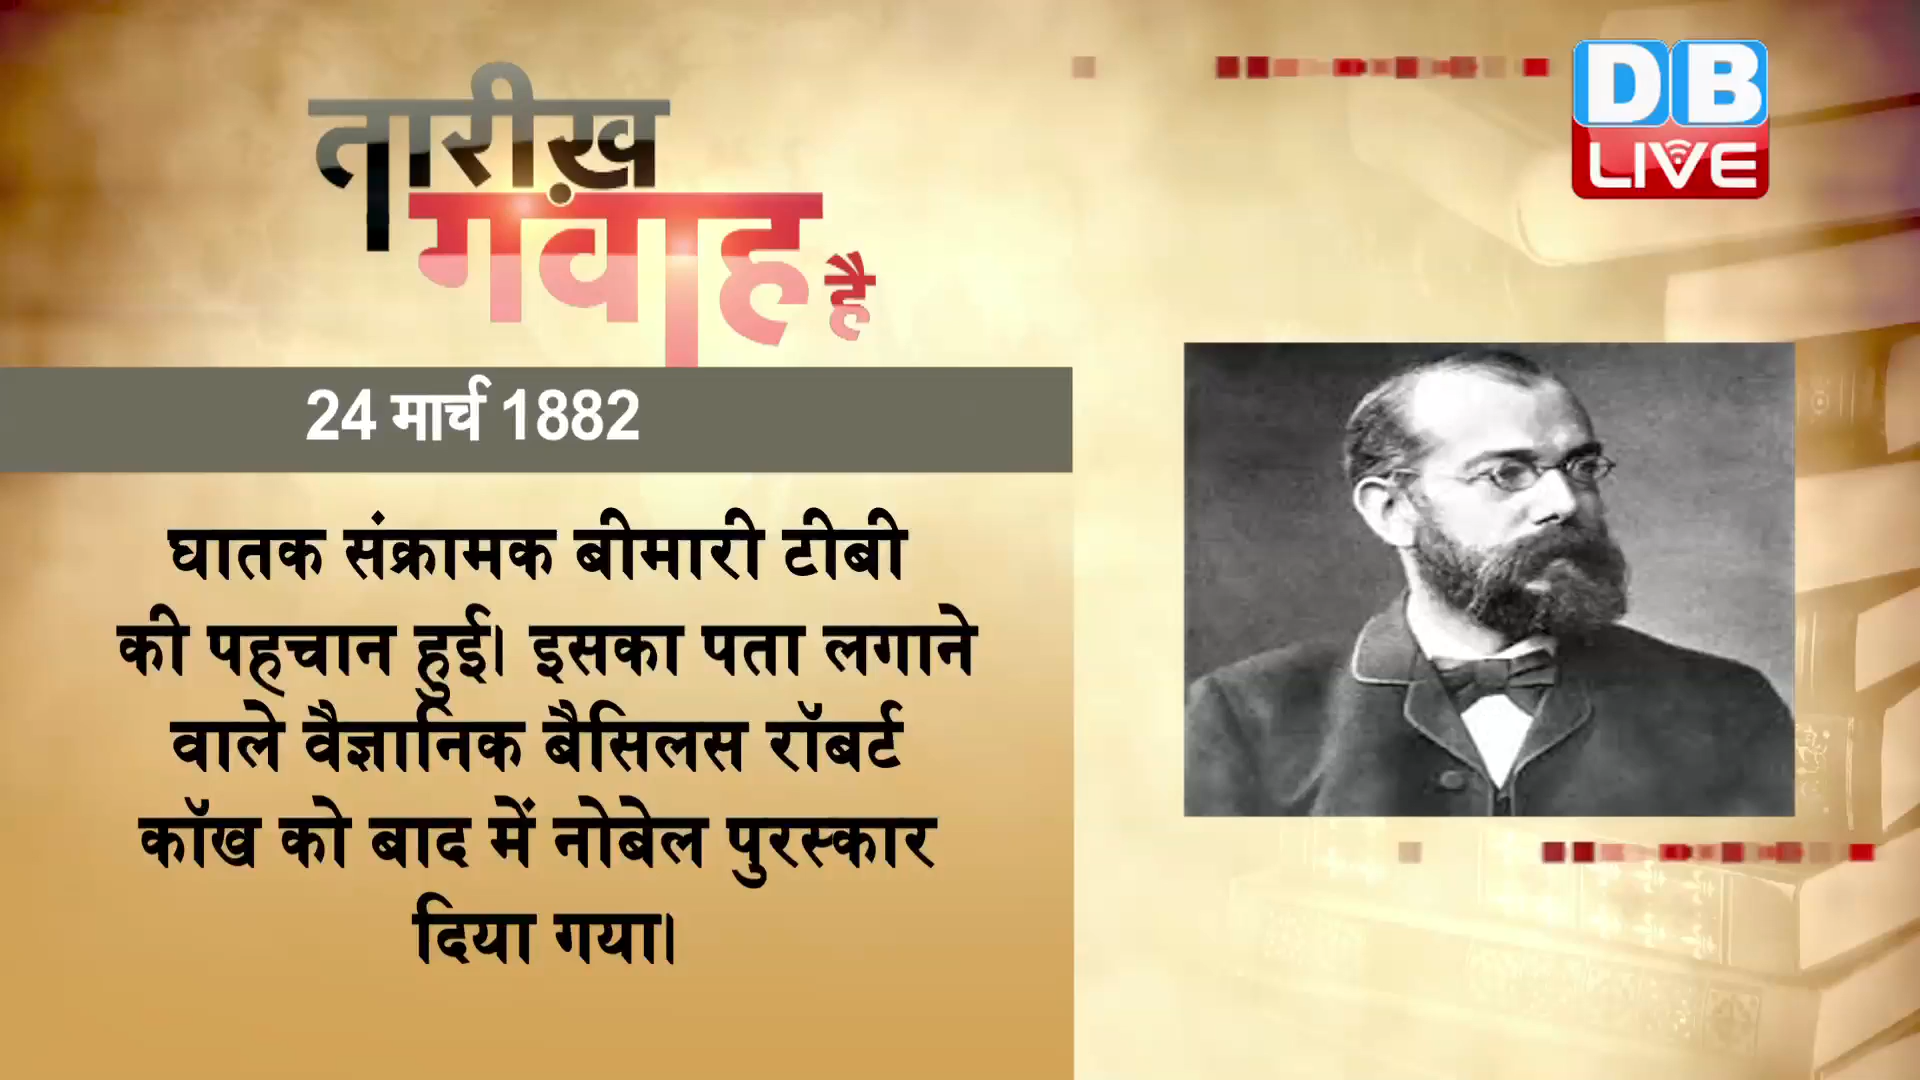 तारीख़
गवाह है
DB
LIVE
24 मार्च 1882
घातक संक्रामक बीमारी टीबी
की पहचान हुई। इसका पता लगाने
वाले वैज्ञानिक बैसिलस रॉबर्ट
कॉख को बाद में नोबेल पुरस्कार
दिया गया।